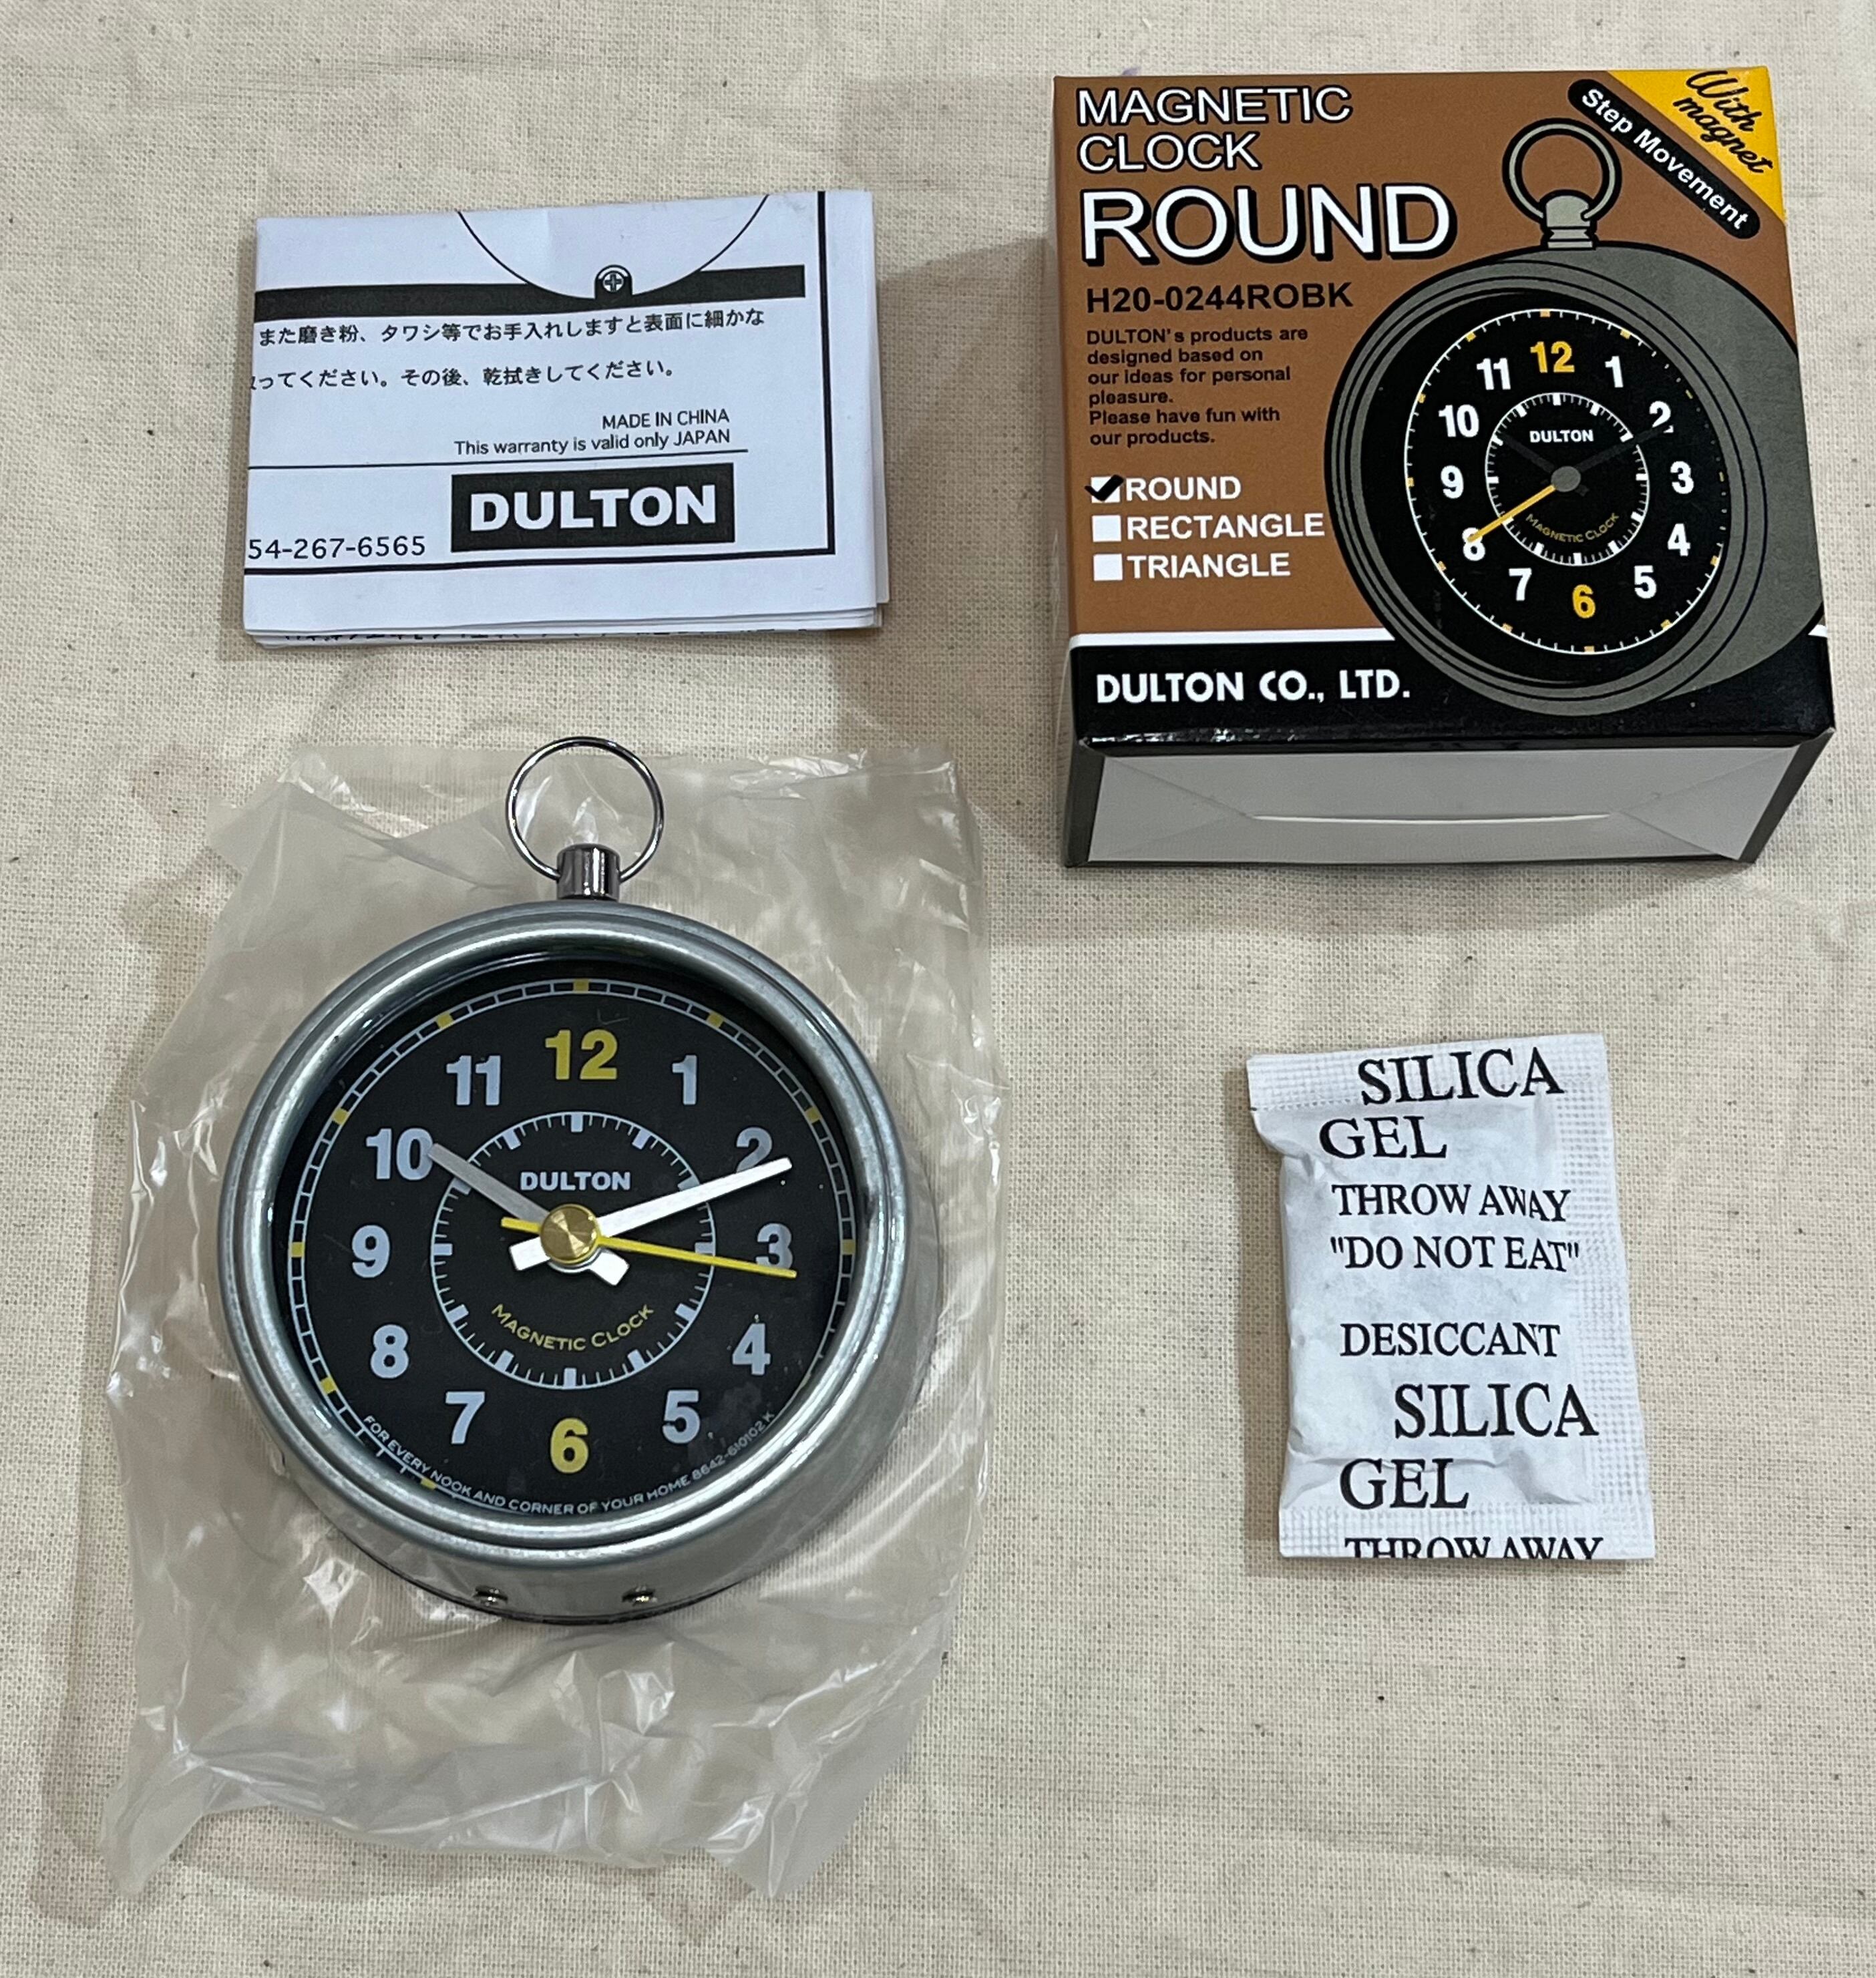 また磨き粉、タワシ等でお手入れしますと表面に細かな
ってください。その後、乾拭きしてください。
MADE IN CHINA
This warranty is valid only JAPAN
54-267-6565
DULTON
MAGNETIC
CLOCK
ROUND
H20-0244ROBK
DULTON's products are
designed based on
our ideas for personal
pleasure.
Please have fun with
our products.
ROUND
RECTANGLE
TRIANGLE
DULTON CO., LTD.
With
magnet
Step Movement
12
1
2
3
4
5
6
7
8
9
10
11
DULTON
MAGNETIC CLOCK
12
1
2
3
4
5
6
7
8
9
10
11
DULTON
MAGNETIC CLOCK
FOR EVERY NOOK AND CORNER OF YOUR HOME. 8642-610102 K
SILICA
GEL
THROW AWAY
"DO NOT EAT"
DESICCANT
SILICA
GEL
THROW AWAY